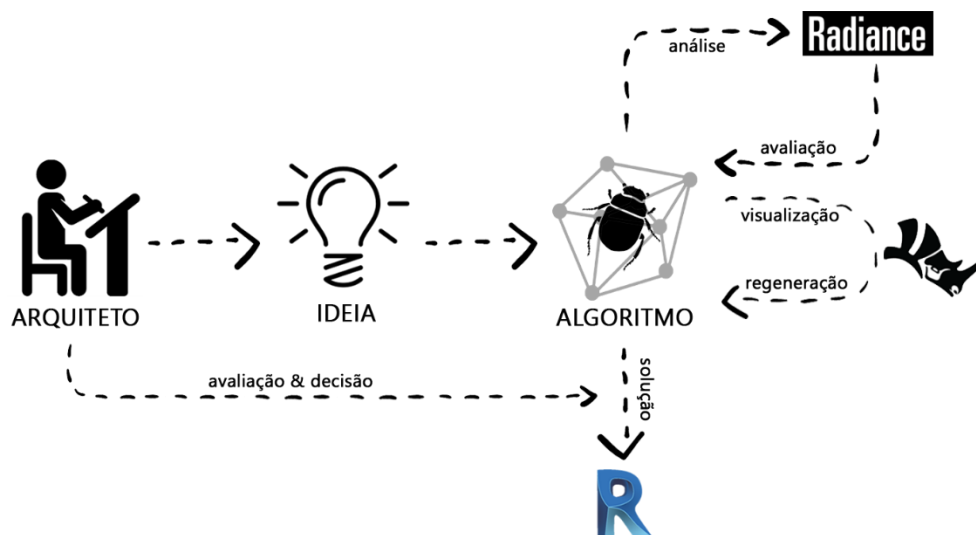 análise
Radiance
avaliação
visualização
regeneração
ARQUITETO
IDEIA
ALGORITMO
avaliação & decisão
solução
R